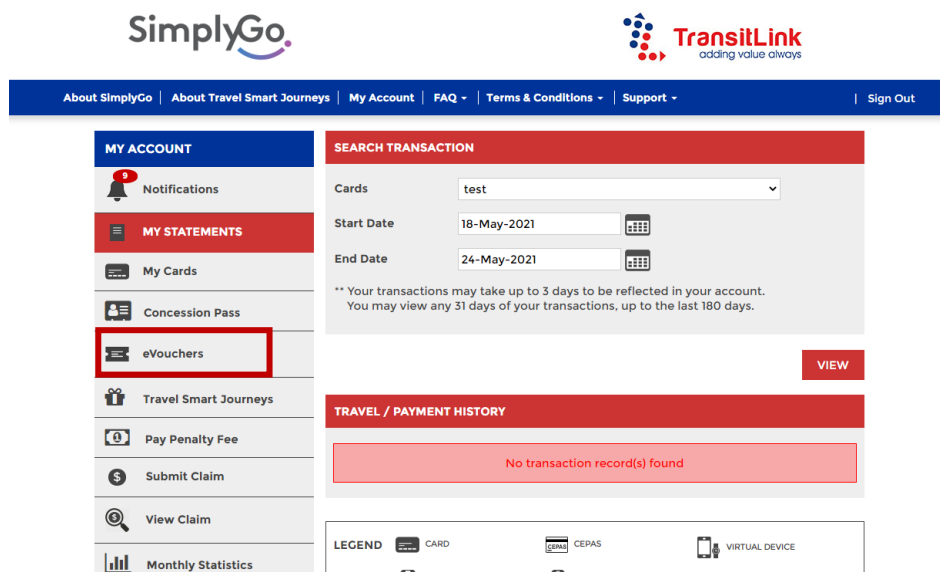 SimplyGo
TransitLink
adding value always
About SimplyGo | About Travel Smart Journeys | My Account | FAQ | Terms & Conditions | Support | Sign Out
MY ACCOUNT
9
Notifications
MY STATEMENTS
My Cards
Concession Pass
eVouchers
Travel Smart Journeys
Pay Penalty Fee
Submit Claim
View Claim
Monthly Statistics
SEARCH TRANSACTION
Cards test
Start Date 18-May-2021
End Date 24-May-2021
** Your transactions may take up to 3 days to be reflected in your account.
You may view any 31 days of your transactions, up to the last 180 days.
VIEW
TRAVEL / PAYMENT HISTORY
No transaction record(s) found
LEGEND CARD CEPAS CEPAS VIRTUAL DEVICE